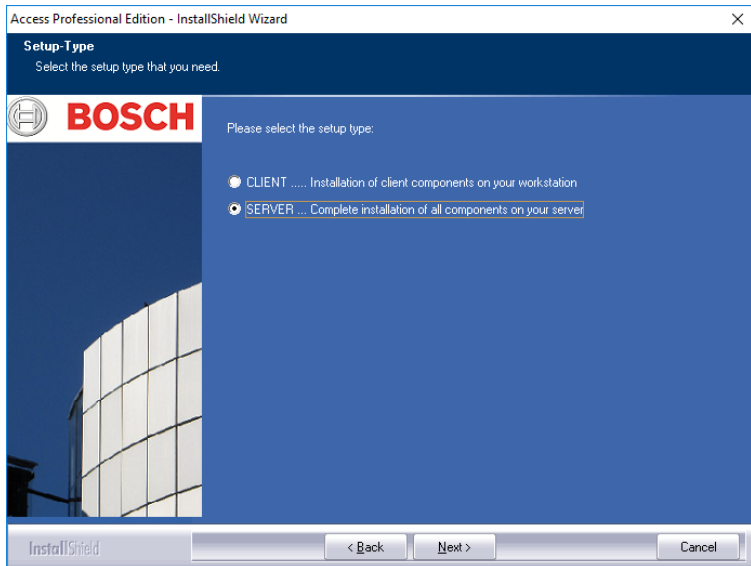 Access Professional Edition - InstallShield Wizard
Setup-Type
Select the setup type that you need.
BOSCH
Please select the setup type:
CLIENT ..... Installation of client components on your workstation
SERVER ... Complete installation of all components on your server
InstallShield
< Back
Next >
Cancel